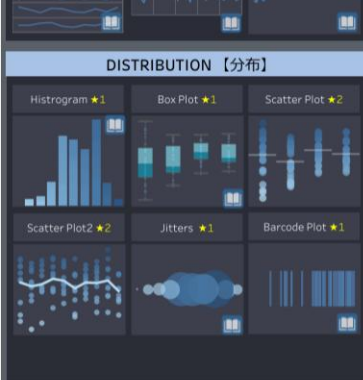 DISTRIBUTION【分布】
Histrogram ★1
Box Plot ★1
Scatter Plot ★2
Scatter Plot2 ★2
Jitters ★1
Barcode Plot ★1